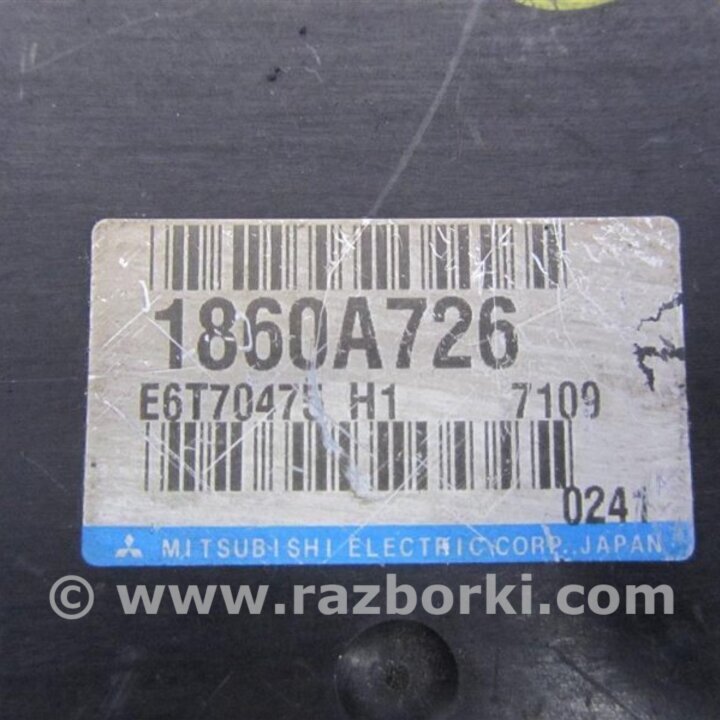 1860A726
E6T70475 H1 7109
0241
MITSUBISHI ELECTRIC CORP., JAPAN
© www.razborki.com